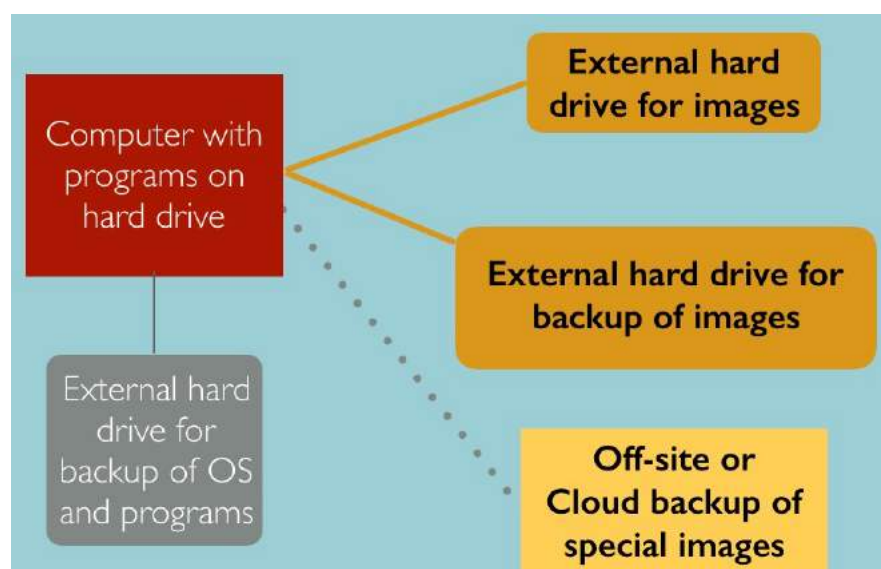 External hard
drive for images
Computer with
programs on
hard drive
External hard drive for
backup of images
External hard
drive for
backup of OS
and programs
Off-site or
Cloud backup of
special images